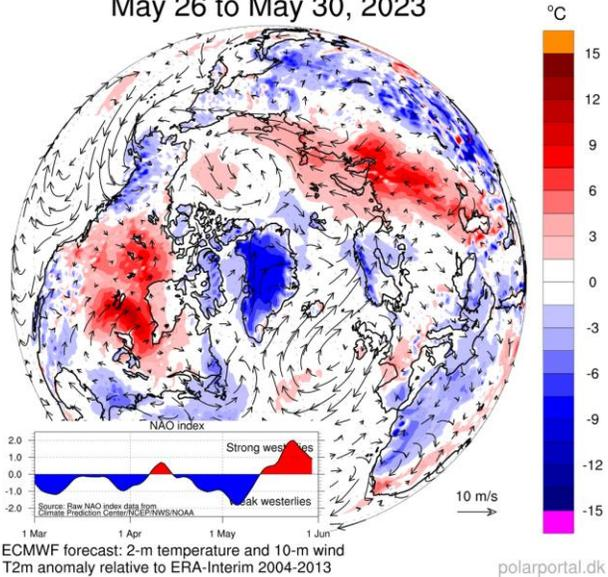 May 26 to May 30, 2023
°C
15
12
9
6
3
0
-3
-6
-9
-12
-15
NAO index
2.0
1.0
0.0
-1.0
-2.0
Strong westerlies
Weak westerlies
Source: Raw NAO index data from
Climate Prediction Center/NCEP/NWS/NOAA
1 Mar 1 Apr 1 May 1 Jun
10 m/s
ECMWF forecast: 2-m temperature and 10-m wind
T2m anomaly relative to ERA-Interim 2004-2013
polarportal.dk